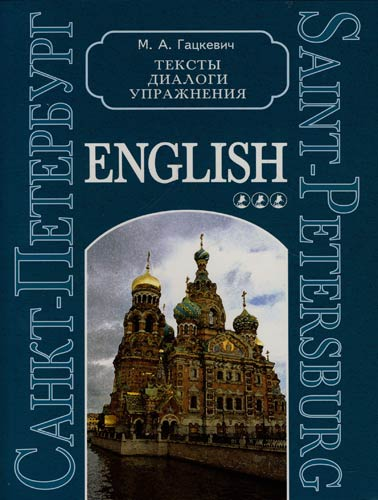 М. А. Гацкевич
ТЕКСТЫ
ДИАЛОГИ
УПРАЖНЕНИЯ
ENGLISH
САНКТ-ПЕТЕРБУРГ
SAINT-PETERSBURG